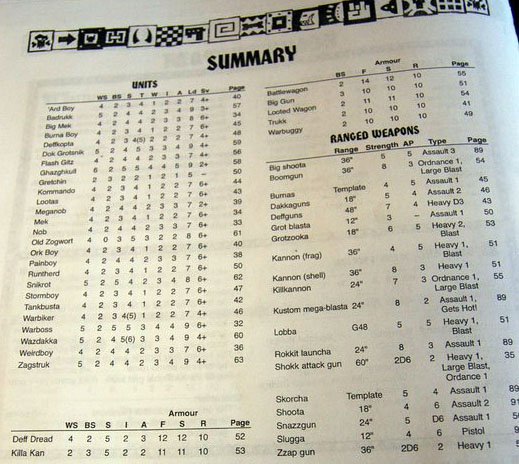 SUMMARY
UNITS
WS BS S T W I A Ld Sv Page
'Ard Boy 4 2 3 4 1 2 2 7 4+ 40
Badrukk 5 2 4 4 2 3 3 9 3+ 57
Big Mek 4 2 4 4 2 3 3 8 6+ 34
Burna Boy 4 2 3 4 1 2 2 7 6+ 45
Deffkopta 4 2 3 4(5) 2 2 2 7 4+ 48
Dok Grotsnik 5 2 4 5 3 3 4 9 4+ 59
Flash Gitz 4 2 4 4 2 3 3 7 56
Ghazghkull 6 2 5 5 4 4 5 9 2+ 58
Gretchin 2 3 2 2 1 2 1 5 – 50
Kommando 4 2 3 4 1 2 2 7 6+ 44
Lootas 4 2 3 4 1 2 2 7 6+ 43
Meganob 4 2 4 4 2 3 3 7 2+ 39
Mek 4 2 3 4 1 2 2 7 6+
Nob 4 2 4 4 2 3 3 7 6+ 33
Old Zogwort 4 0 3 5 3 2 2 8 6+ 61
Ork Boy 4 2 3 4 1 2 2 7 6+ 40
Painboy 4 2 4 4 2 3 3 7 6+ 38
Runtherd 4 2 3 4 1 2 2 7 6+ 50
Snikrot 5 2 4 8 6+ 62
Stormboy 4 2 3 4 1 2 2 7 6+ 47
Tankbusta 4 2 3 4 1 2 2 7 6+ 42
Warbiker 4 2 3 4(5) 1 2 2 7 4+ 46
Warboss 5 2 5 5 3 4 4 9 6+ 32
Wazdakka 5 2 4 5(6) 3 4 4 9 4+ 60
Weirdboy 4 2 4 4 2 3 3 7 6+ 36
Zagstruk 5 2 4 4 2 4 4 9 4+ 63
Armour
WS BS S I A F S R Page
Deff Dread 4 2 5 2 3 12 12 10 52
Killa Kan 2 3 5 2 2 11 11 10 53
Armour
BS F S R Page
Battlewagon 2 14 12 10 55
Big Gun 3 10 10 10 51
Looted Wagon 2 11 11 10 54
Trukk 2 10 10 10 41
Warbuggy 2 10 10 10 49
RANGED WEAPONS
Range Strength AP Type Page
Big shoota 36" 5 5 Assault 3 89
Boomgun 36" 8 3 Ordnance 1, 54
Large Blast
Burnas Template 4 5 Assault 1 45
Dakkaguns 18" 5 5 Assault 2 46
Deffguns 48" 7 4 Heavy D3 43
Grot blasta 12" 3 – Assault 1 50
Grotzooka 18" 6 5 Heavy 2, 53
Blast
Kannon (frag) 36" 4 5 Heavy 1, 51
Blast
Kannon (shell) 36" 8 3 Heavy 1 51
Killkannon 24" 7 3 Ordnance 1, 55
Large Blast
Kustom mega-blasta 24" 8 2 Assault 1, 89
Gets Hot!
Lobba G48 5 5 Heavy 1, 51
Blast
Rokkit launcha 24" 8 3 Assault 1 89
Shokk attack gun 60" 2D6 2 Heavy 1, 35
Large Blast,
Ordnance 1
Skorcha Template 5 4 Assault 1 89
Shoota 18" 4 6 Assault 2
Snazzgun 24" 5 D6 Assault 1
Slugga 12" 4 6 Pistol
Zzap gun 36" 2D6 2 Heavy 1